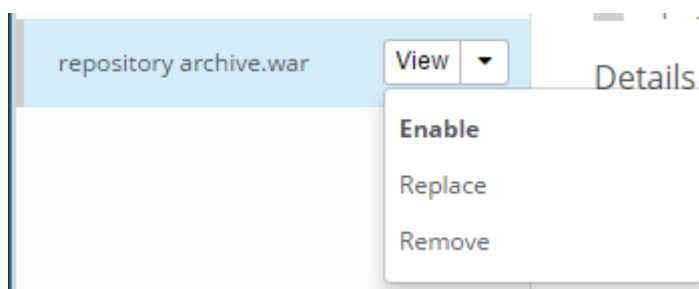 repository archive.war
View
Details
Enable
Replace
Remove